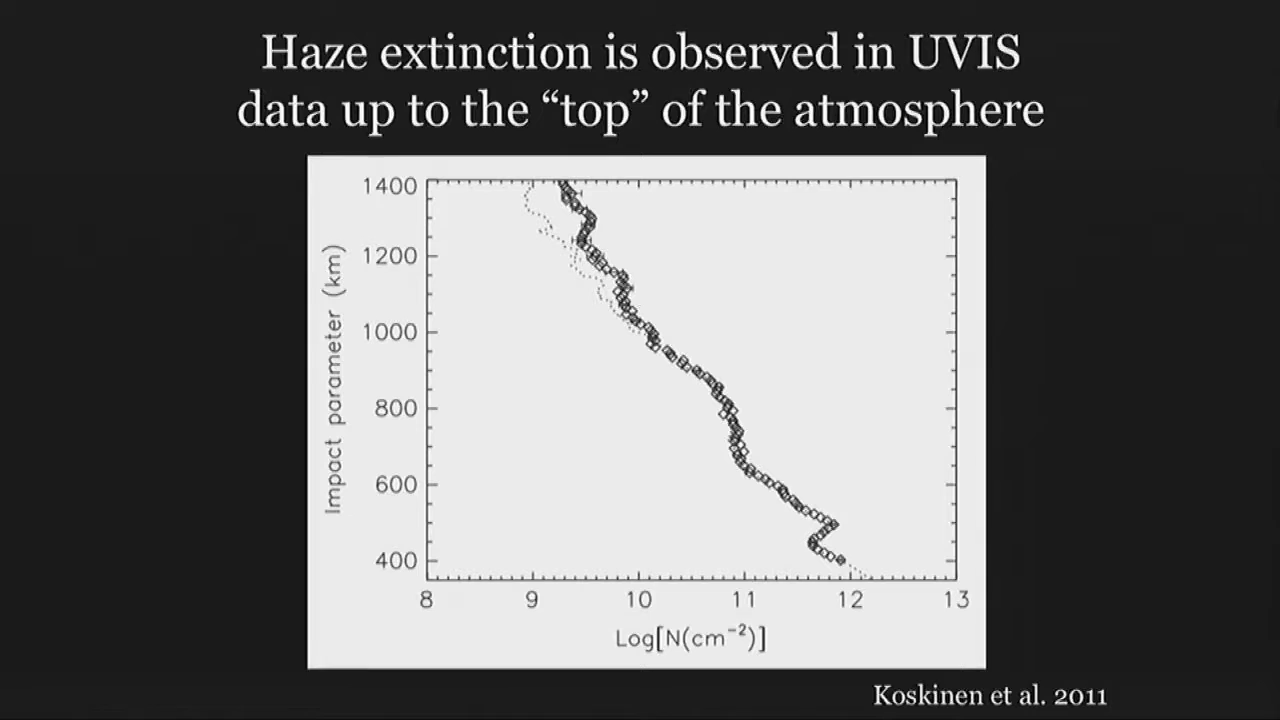 Haze extinction is observed in UVIS
data up to the “top” of the atmosphere
1400
1200
1000
800
600
400
Impact parameter (km)
8 9 10 11 12 13
Log[N(cm⁻²)]
Koskinen et al. 2011